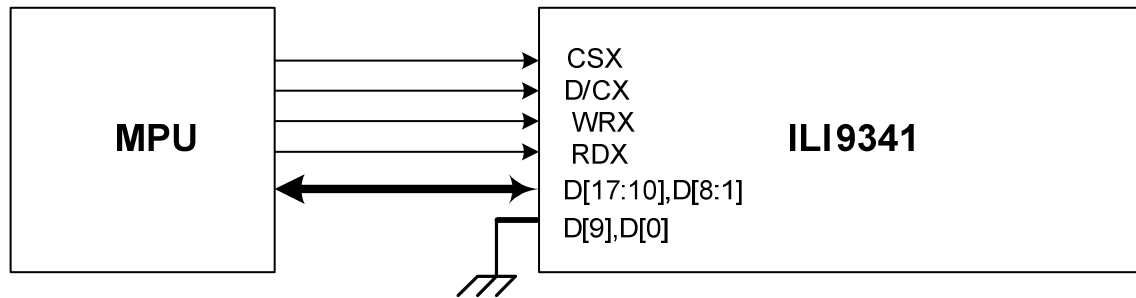 MPU
CSX
D/CX
WRX
RDX
D[17:10],D[8:1]
D[9],D[0]
ILI9341